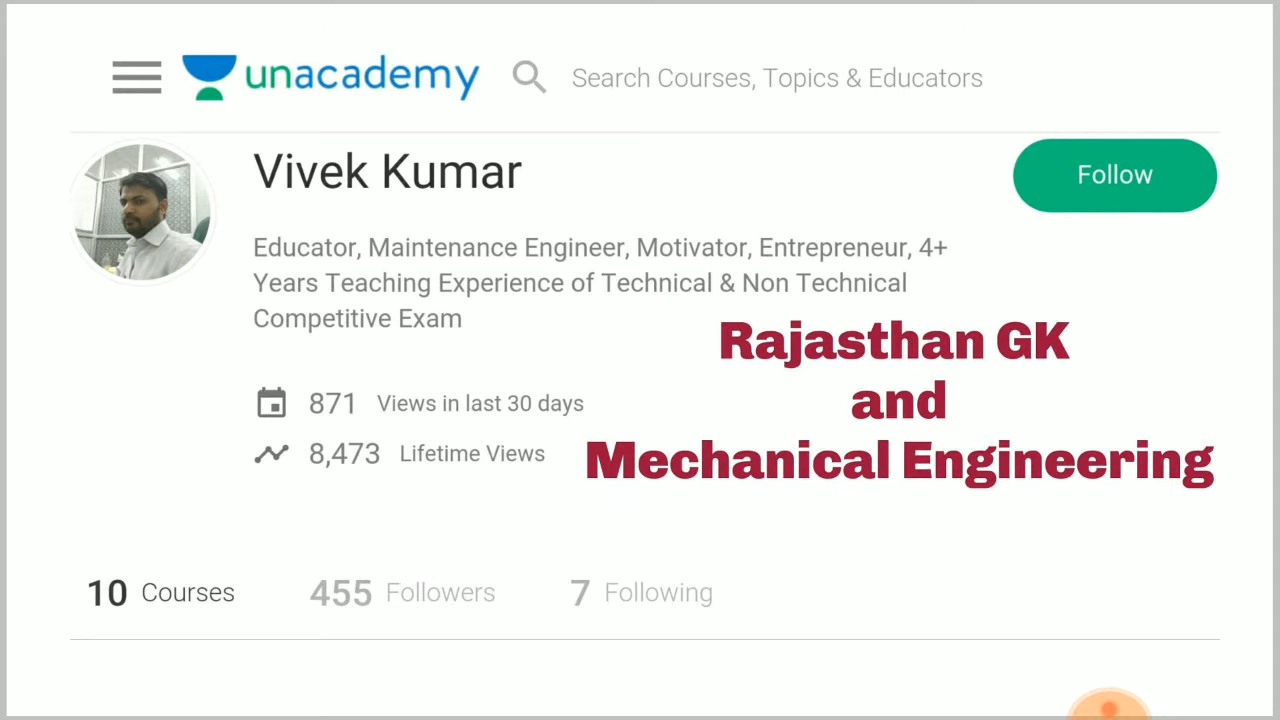 unacademy
Search Courses, Topics & Educators
Vivek Kumar
Follow
Educator, Maintenance Engineer, Motivator, Entrepreneur, 4+
Years Teaching Experience of Technical & Non Technical
Competitive Exam
Rajasthan GK
and
Mechanical Engineering
871 Views in last 30 days
8,473 Lifetime Views
10 Courses 455 Followers 7 Following